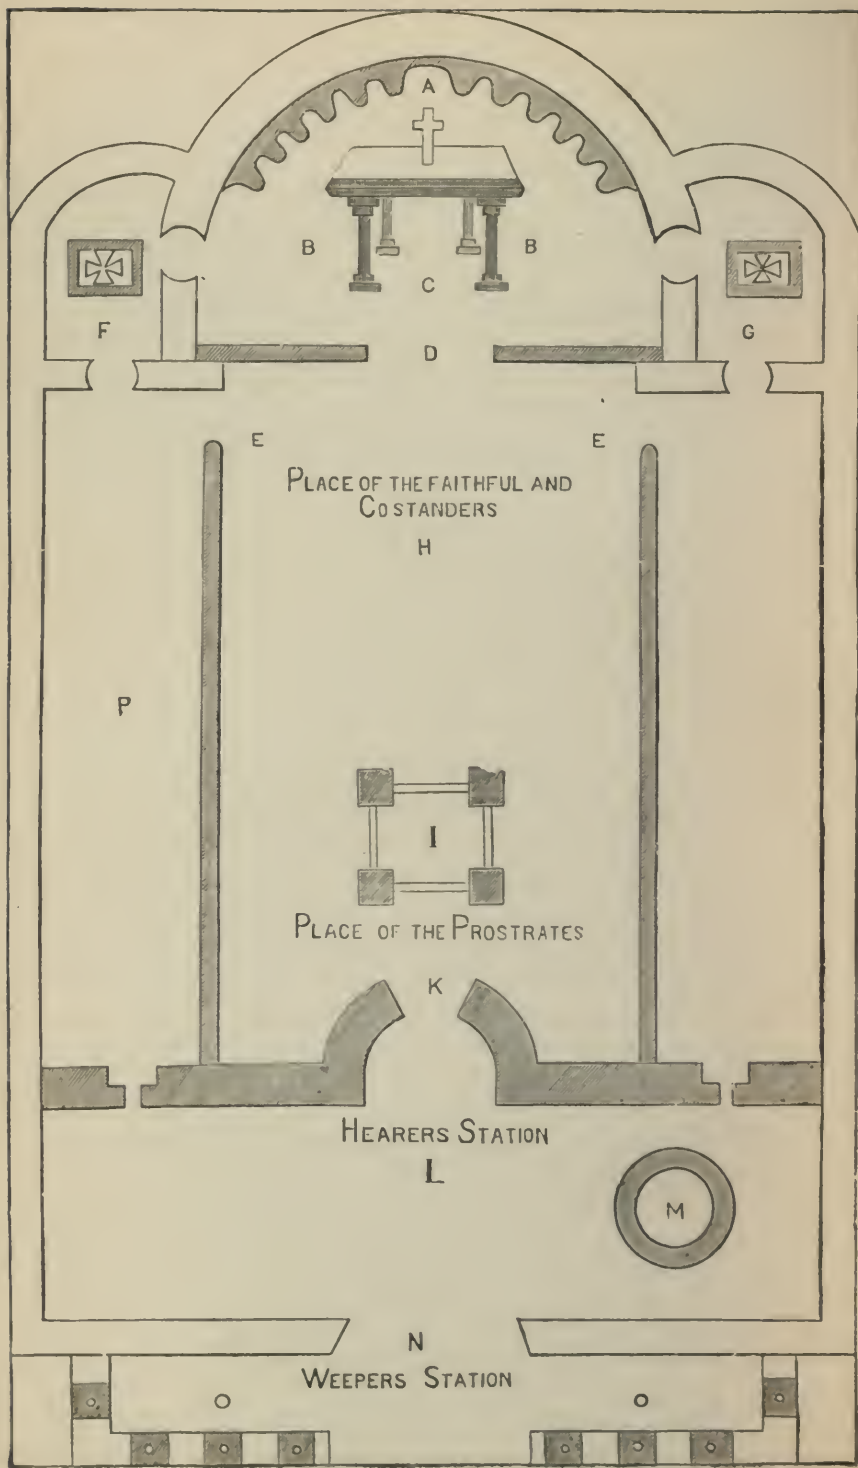 A
B B
C
F G
D
E E
PLACE OF THE FAITHFUL AND
COSTANDERS
H
P
I
PLACE OF THE PROSTRATES
K
HEARERS STATION
L
M
N
WEEPERS STATION
O O